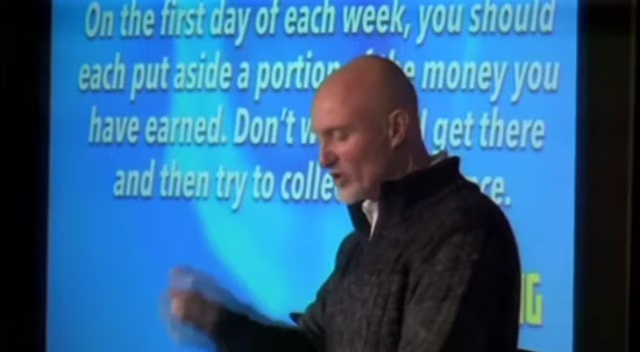 On the first day of each week, you should
each put aside a portion the money you
have earned. Don't get there
and then try to